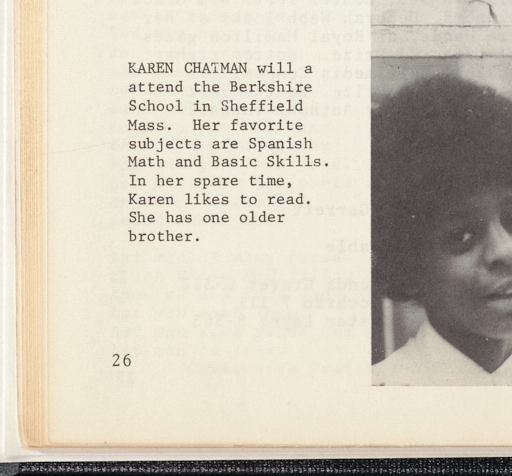 KAREN CHATMAN will a
attend the Berkshire
School in Sheffield
Mass. Her favorite
subjects are Spanish
Math and Basic Skills.
In her spare time,
Karen likes to read.
She has one older
brother.
26